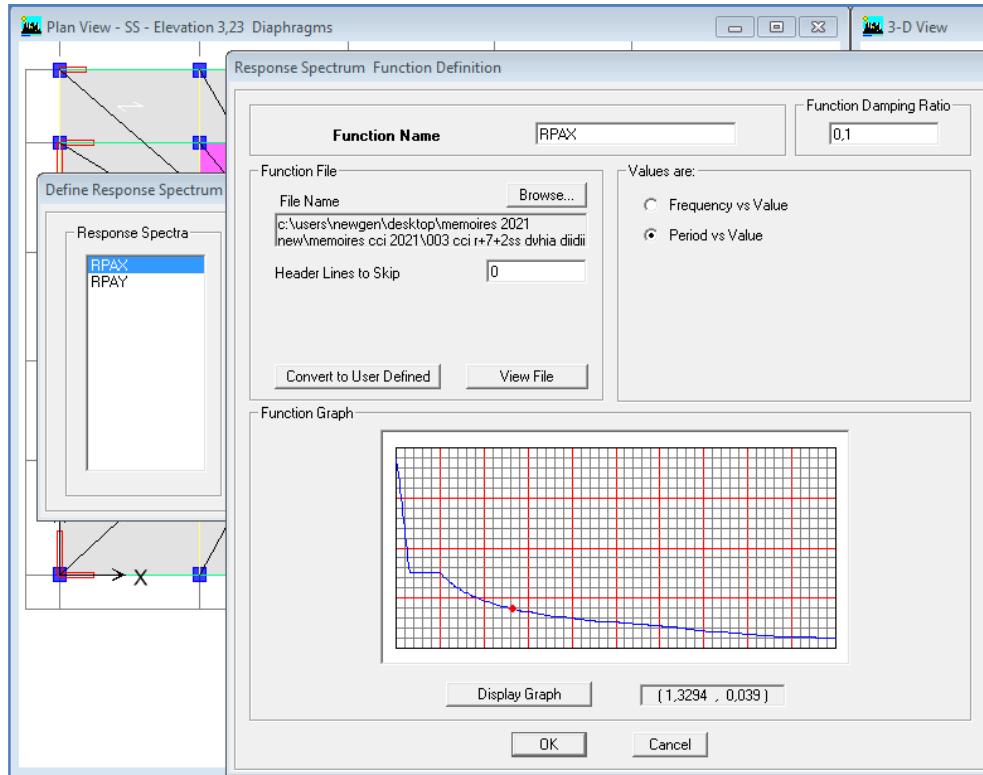 Plan View - SS - Elevation 3,23 Diaphragms
3-D View
Response Spectrum Function Definition
Function Damping Ratio
Function Name
RPAX
0,1
Function File
Values are:
File Name
Browse...
Frequency vs Value
c:\users\newgen\desktop\memoires 2021
new\memoires cci 2021\003 cci r+7+2ss
Period vs Value
Header Lines to Skip
0
Convert to User Defined
View File
Define Response Spectrum
Response Spectra
RPAX
RPAY
Function Graph
X
Display Graph
( 1,3294 , 0,039 )
OK
Cancel